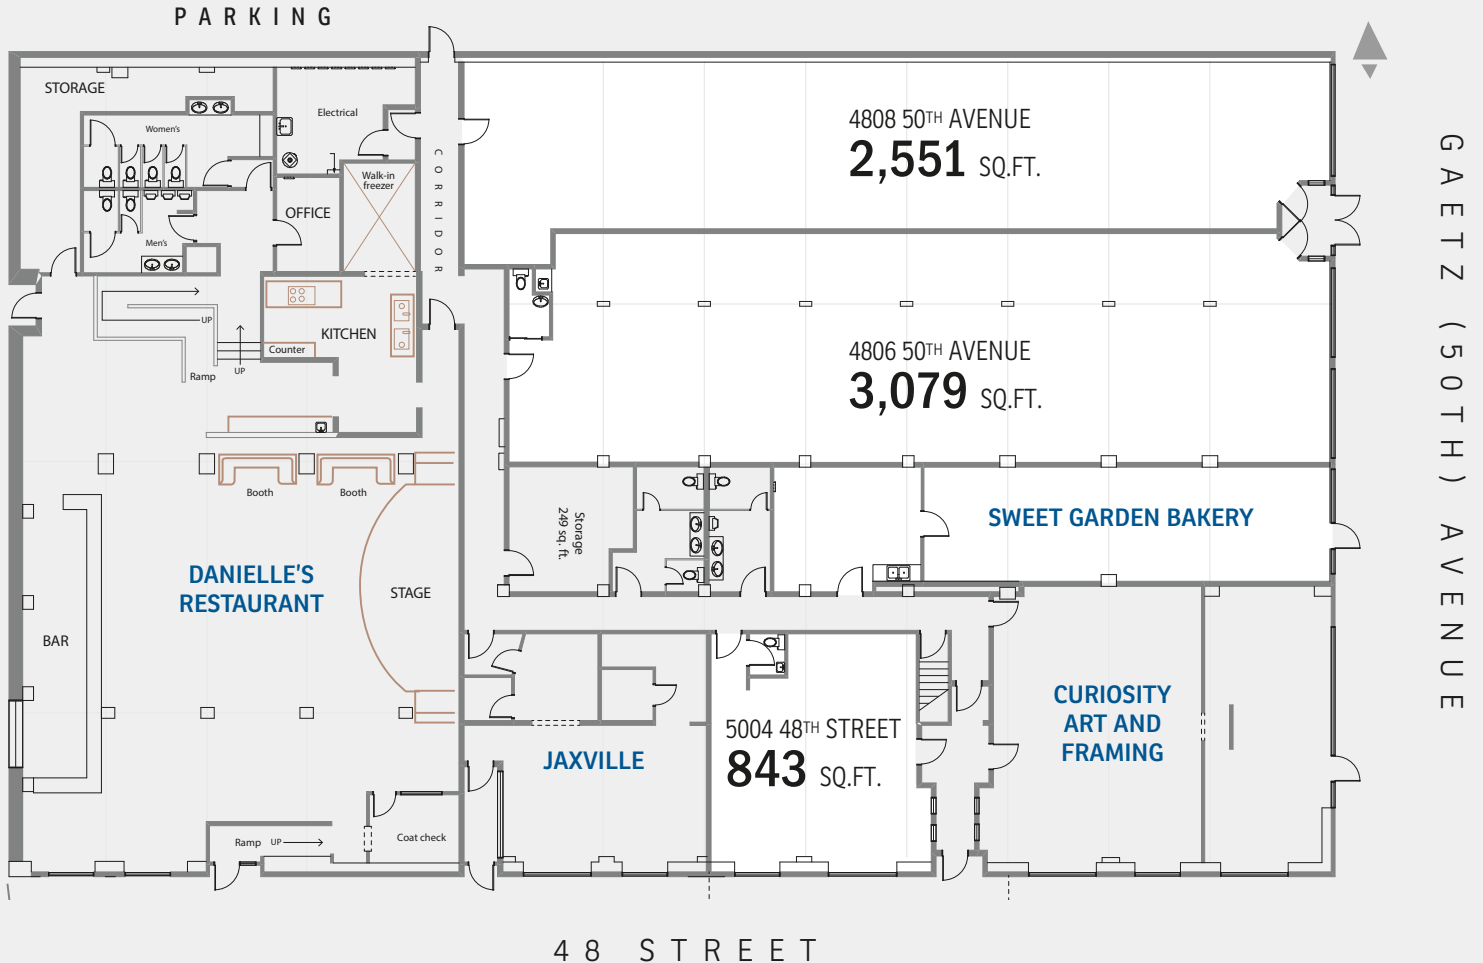 PARKING
STORAGE
Women's
Electrical
Walk-in
freezer
CORRIDOR
OFFICE
Men's
UP
KITCHEN
Counter
UP
Ramp
Booth
Booth
DANIELLE'S
RESTAURANT
STAGE
BAR
Ramp UP
Coat check
4808 50TH AVENUE
2,551 SQ.FT.
4806 50TH AVENUE
3,079 SQ.FT.
Storage
249 sq. ft.
SWEET GARDEN BAKERY
JAXVILLE
5004 48TH STREET
843 SQ.FT.
CURIOSITY
ART AND
FRAMING
GAETZ (50TH) AVENUE
48 STREET